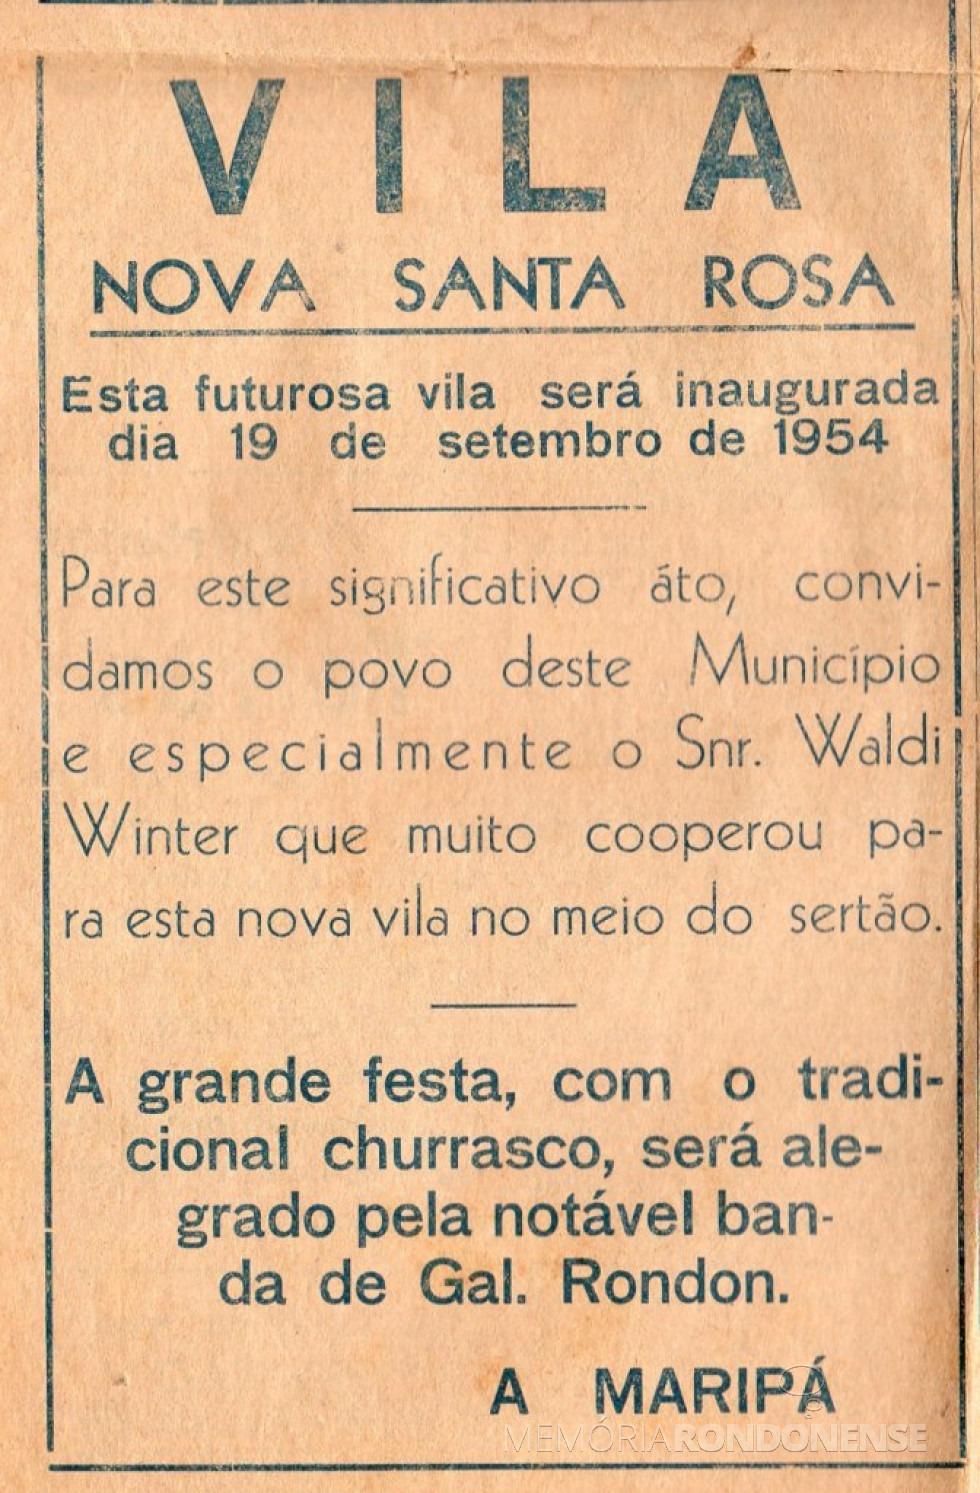 VILA
NOVA SANTA ROSA
Esta futurosa vila será inaugurada
dia 19 de setembro de 1954
Para este significativo áto, convi-
damos o povo deste Município
e especialmente o Snr. Waldi
Winter que muito cooperou pa-
ra esta nova vila no meio do sertão.
A grande festa, com o tradi-
cional churrasco, será ale-
grado pela notável ban-
da de Gal. Rondon.
A MARIPÁ
MEMÓRIARONDONENSE